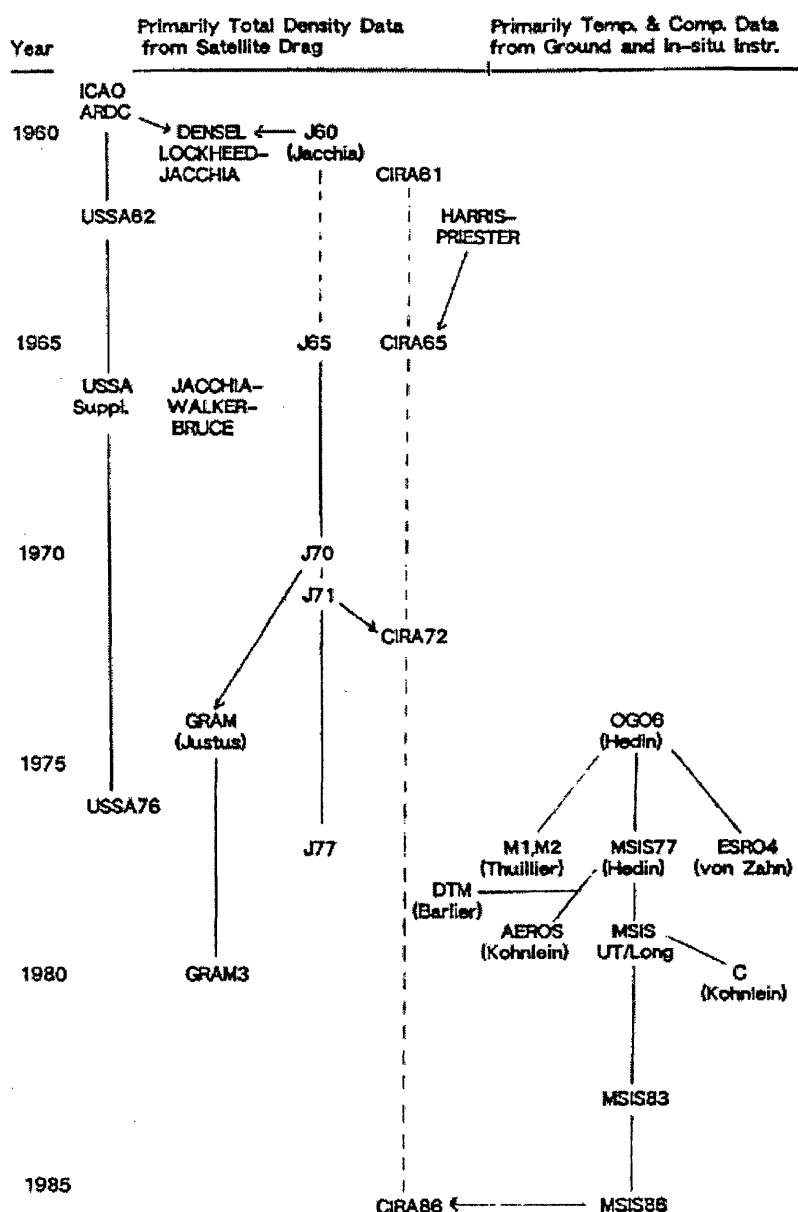 Primarily Total Density Data
from Satellite Drag
Primarily Temp. & Comp. Data
from Ground and In-situ Instr.
Year
ICAO
ARDC
1960
DENSEL
LOCKHEED-
JACCHIA
J60
(Jacchia)
CIRA61
USSA62
HARRIS-
PRIESTER
1965
J65
CIRA65
USSA
Suppl.
JACCHIA-
WALKER-
BRUCE
1970
J70
J71
CIRA72
GRAM
(Justus)
OGO6
(Hedin)
1975
USSA76
J77
M1,M2
(Thuillier)
MSIS77
(Hedin)
ESRO4
(von Zahn)
DTM
(Barlier)
AEROS
(Kohnlein)
MSIS
UT/Long
1980
GRAM3
C
(Kohnlein)
MSIS83
1985
CIRA86
MSIS86